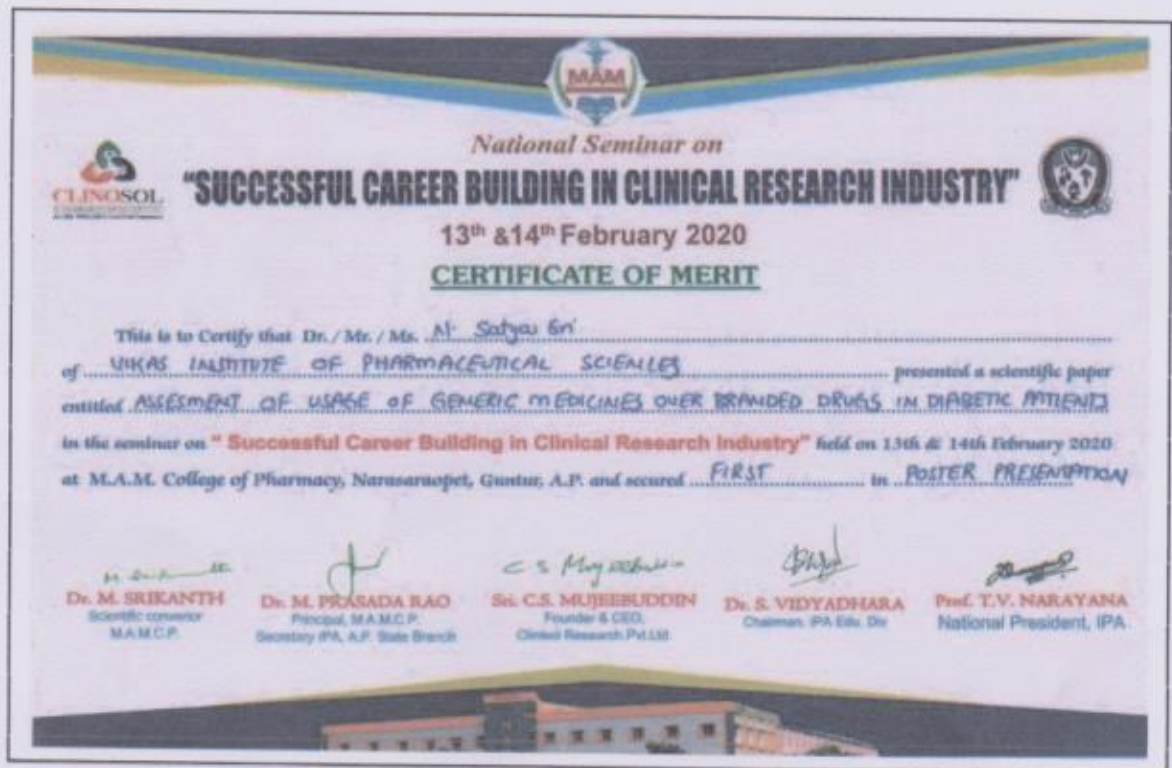 MAM
National Seminar on
CLINOSOL
"SUCCESSFUL CAREER BUILDING IN CLINICAL RESEARCH INDUSTRY"
13th &14th February 2020
CERTIFICATE OF MERIT
This is to Certify that Dr. / Mr. / Ms. N. Satya Sri
of VIKAS INSTITUTE OF PHARMACEUTICAL SCIENCES presented a scientific paper
entitled ASSESMENT OF USAGE OF GENERIC MEDICINES OVER BRANDED DRUGS IN DIABETIC PATIENTS
in the seminar on " Successful Career Building in Clinical Research Industry" held on 13th & 14th February 2020
at M.A.M. College of Pharmacy, Narasaraopet, Guntur, A.P. and secured FIRST in POSTER PRESENTATION
C S Mujeebuddin
Dr. M. SRIKANTH Dr. M. PRASADA RAO Sri. C.S. MUJEEBUDDIN Dr. S. VIDYADHARA Prof. T.V. NARAYANA
Scientific convenor Principal, M.A.M.C.P. Founder & CEO, Chairman, IPA Edu. Div National President, IPA
M.A.M.C.P. Secretary IPA, A.P. State Branch Research Pvt.Ltd.